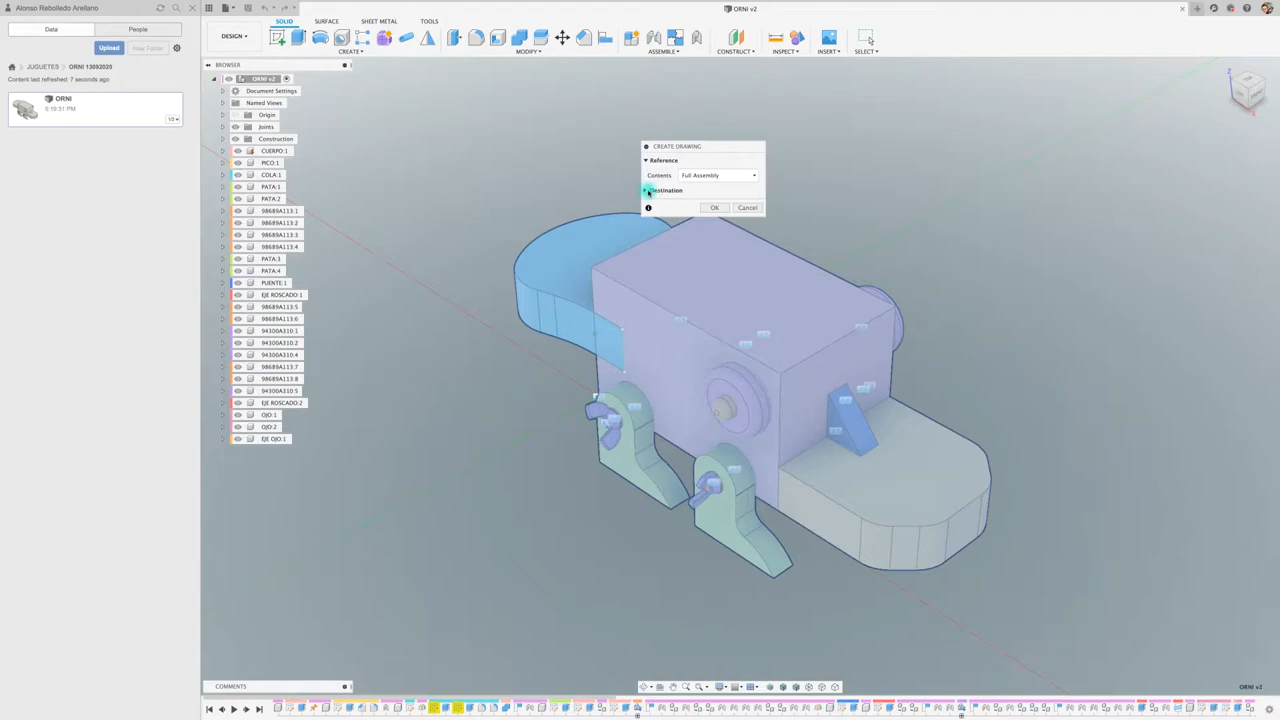 Alonso Rebolledo Arellano
ORNI v2
Data
People
Upload
New Folder
JUGUETES
ORNI 13092020
Content last refreshed: 7 seconds ago
ORNI
5:19:31 PM
V2
DESIGN
SOLID
SURFACE
SHEET METAL
TOOLS
CREATE
MODIFY
ASSEMBLE
CONSTRUCT
INSPECT
INSERT
SELECT
BROWSER
ORNI v2
Document Settings
Named Views
Origin
Joints
Construction
CUERPO:1
PICO:1
COLA:1
PATA:1
PATA:2
98689A113:1
98689A113:2
98689A113:3
98689A113:4
PATA:3
PATA:4
PUENTE:1
EJE ROSCADO:1
98689A113:5
98689A113:6
94300A310:1
94300A310:2
94300A310:4
98689A113:7
98689A113:8
94300A310:5
EJE ROSCADO:2
OJO:1
OJO:2
EJE OJO:1
CREATE DRAWING
Reference
Contents Full Assembly
Destination
OK Cancel
Z
COMMENTS
ORNI v2